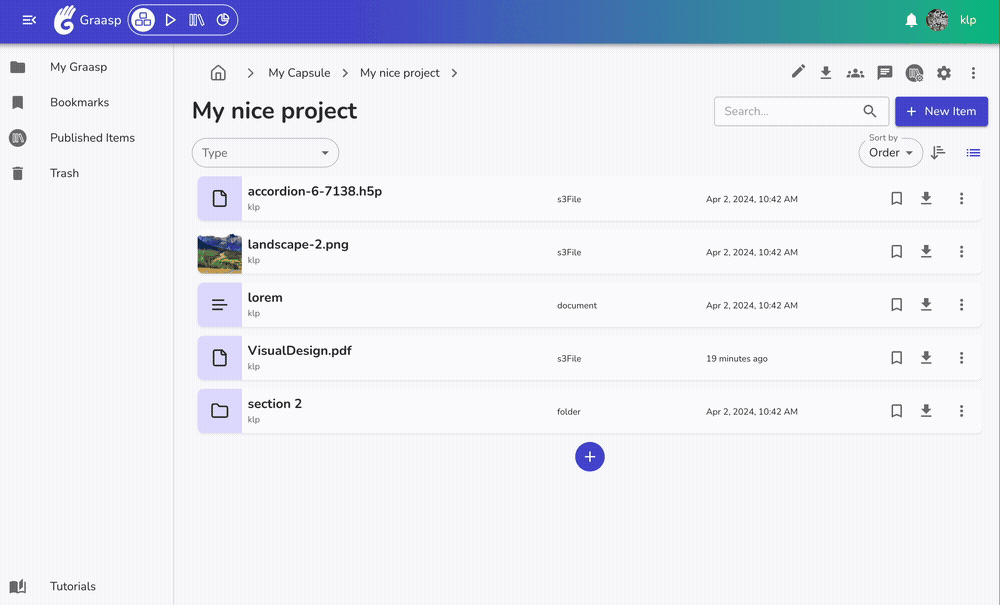 Graasp
klp
My Graasp
Bookmarks
Published Items
Trash
Tutorials
My Capsule
My nice project
My nice project
Search...
New Item
Type
Sort by
Order
accordion-6-7138.h5p
klp
s3File
Apr 2, 2024, 10:42 AM
landscape-2.png
klp
s3File
Apr 2, 2024, 10:42 AM
lorem
klp
document
Apr 2, 2024, 10:42 AM
VisualDesign.pdf
klp
s3File
19 minutes ago
section 2
klp
folder
Apr 2, 2024, 10:42 AM